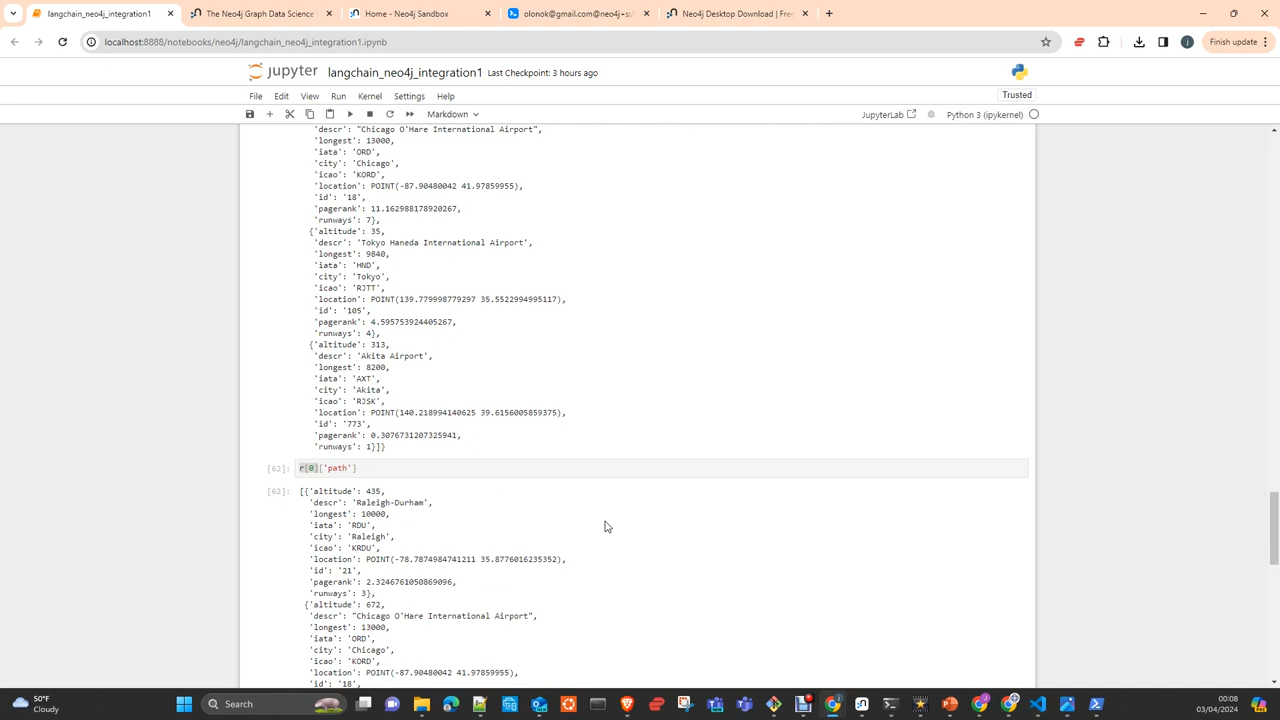 langchain_neo4j_integration1
The Neo4j Graph Data Science
Home - Neo4j Sandbox
olonok@gmail.com@neo4j+s:/
Neo4j Desktop Download | Free
localhost:8888/notebooks/neo4j/langchain_neo4j_integration1.ipynb
Finish update
jupyter langchain_neo4j_integration1 Last Checkpoint: 3 hours ago
File Edit View Run Kernel Settings Help
Trusted
Markdown
JupyterLab
Python 3 (ipykernel)
'descr': "Chicago O'Hare International Airport",
'longest': 13000,
'iata': 'ORD',
'city': 'Chicago',
'icao': 'KORD',
'location': POINT(-87.90480042 41.97859955),
'id': '18',
'pagerank': 11.162988178920267,
'runways': 7},
{'altitude': 35,
'descr': 'Tokyo Haneda International Airport',
'longest': 9840,
'iata': 'HND',
'city': 'Tokyo',
'icao': 'RJTT',
'location': POINT(139.779998779297 35.5522994995117),
'id': '105',
'pagerank': 4.595753924405267,
'runways': 4},
{'altitude': 313,
'descr': 'Akita Airport',
'longest': 8200,
'iata': 'AXT',
'city': 'Akita',
'icao': 'RJSK',
'location': POINT(140.218994140625 39.6156005859375),
'id': '773',
'pagerank': 0.3076731207325941,
'runways': 1}]}
[62]: r[0]['path']
[62]: [{'altitude': 435,
'descr': 'Raleigh-Durham',
'longest': 10000,
'iata': 'RDU',
'city': 'Raleigh',
'icao': 'KRDU',
'location': POINT(-78.7874984741211 35.8776016235352),
'id': '21',
'pagerank': 2.3246761050869096,
'runways': 3},
{'altitude': 672,
'descr': "Chicago O'Hare International Airport",
'longest': 13000,
'iata': 'ORD',
'city': 'Chicago',
'icao': 'KORD',
'location': POINT(-87.90480042 41.97859955),
'id': '18',
50°F
Cloudy
Search
00:08
03/04/2024